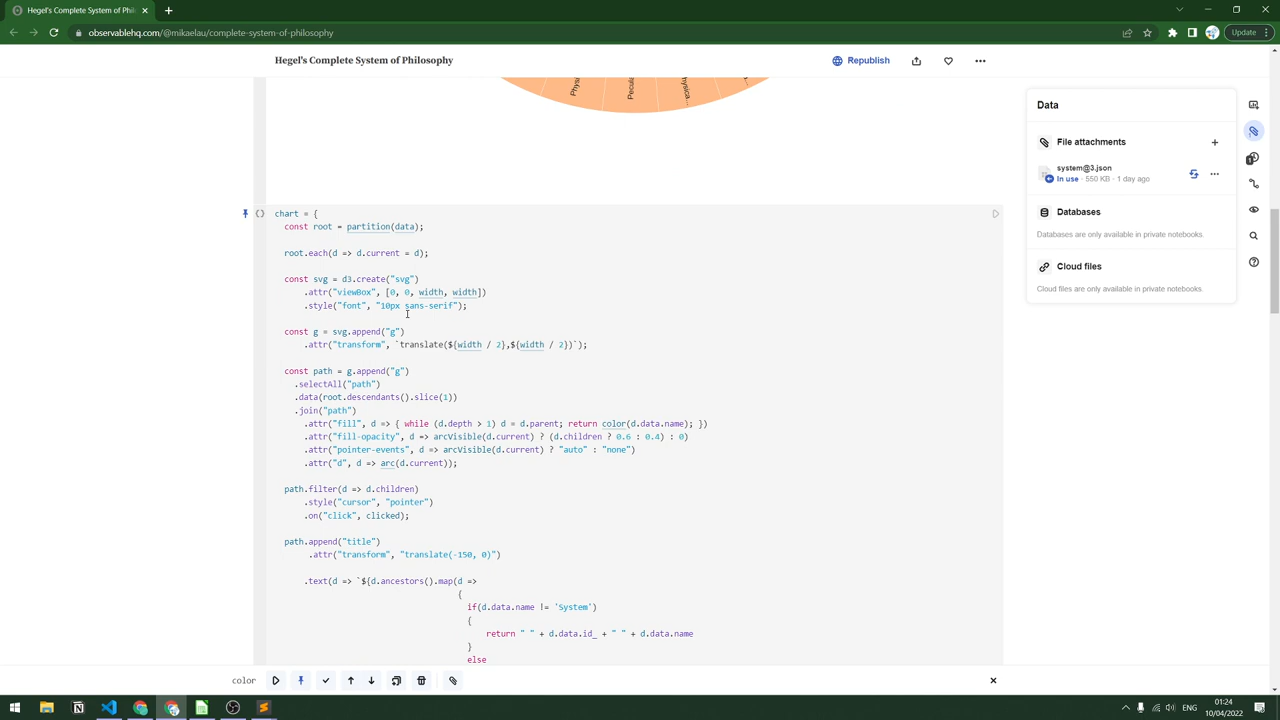 Hegel's Complete System of Phil
observablehq.com/@mikaelau/complete-system-of-philosophy
Update
Hegel's Complete System of Philosophy
Republish
Physi
Pecula
Physica...
Data
File attachments
system@3.json
In use · 550 KB · 1 day ago
Databases
Databases are only available in private notebooks.
Cloud files
Cloud files are only available in private notebooks.
chart = {
const root = partition(data);
root.each(d => d.current = d);
const svg = d3.create("svg")
.attr("viewBox", [0, 0, width, width])
.style("font", "10px sans-serif");
const g = svg.append("g")
.attr("transform", `translate(${width / 2},${width / 2})`);
const path = g.append("g")
.selectAll("path")
.data(root.descendants().slice(1))
.join("path")
.attr("fill", d => { while (d.depth > 1) d = d.parent; return color(d.data.name); })
.attr("fill-opacity", d => arcVisible(d.current) ? (d.children ? 0.6 : 0.4) : 0)
.attr("pointer-events", d => arcVisible(d.current) ? "auto" : "none")
.attr("d", d => arc(d.current));
path.filter(d => d.children)
.style("cursor", "pointer")
.on("click", clicked);
path.append("title")
.attr("transform", "translate(-150, 0)")
.text(d => `${d.ancestors().map(d =>
{
if(d.data.name != 'System')
{
return " " + d.data.id_ + " " + d.data.name
}
else
color
ENG
01:24
10/04/2022